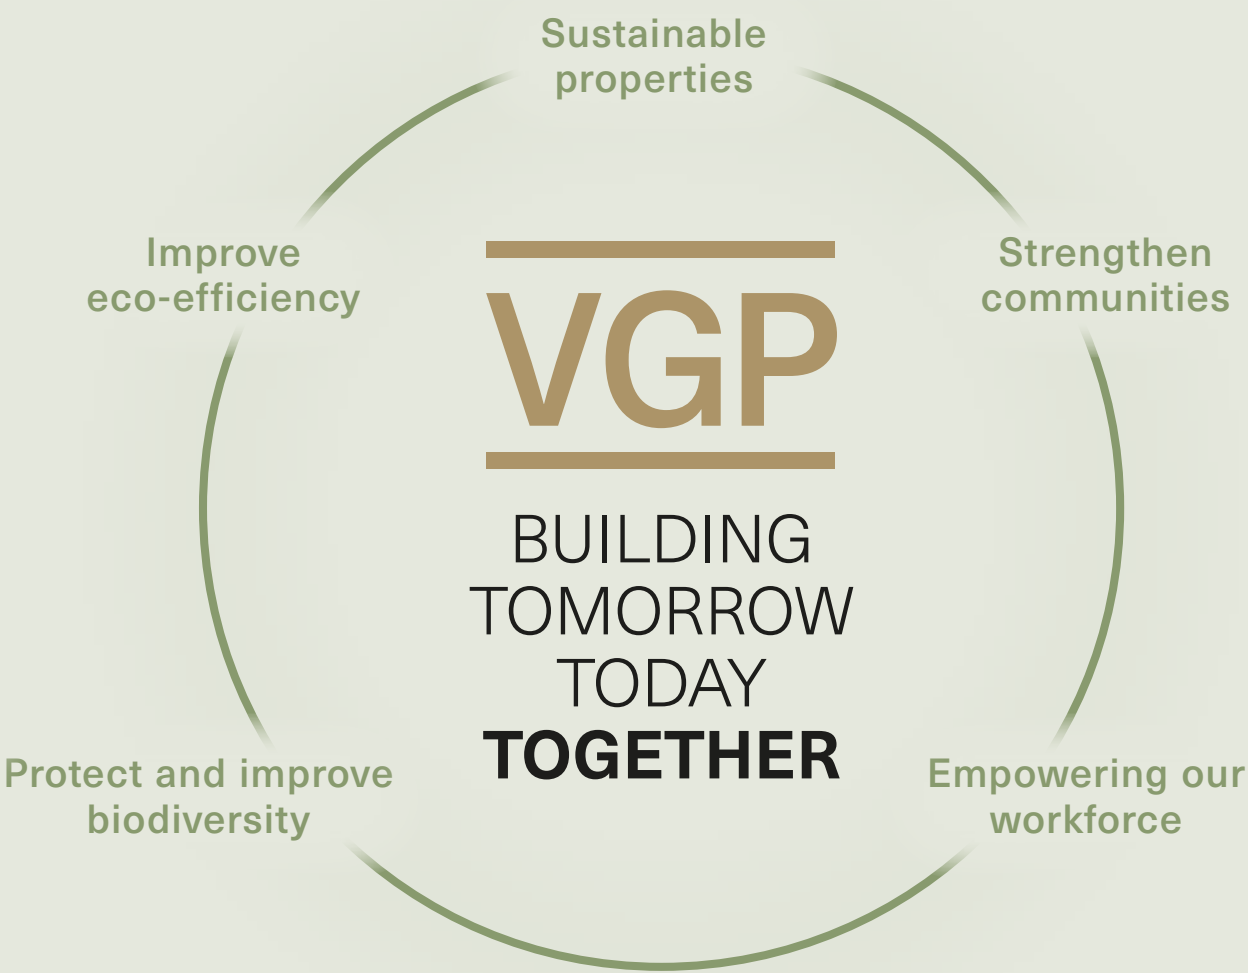 Sustainable
properties
Improve
eco-efficiency
Strengthen
communities
VGP
BUILDING
TOMORROW
TODAY
TOGETHER
Protect and improve
biodiversity
Empowering our
workforce